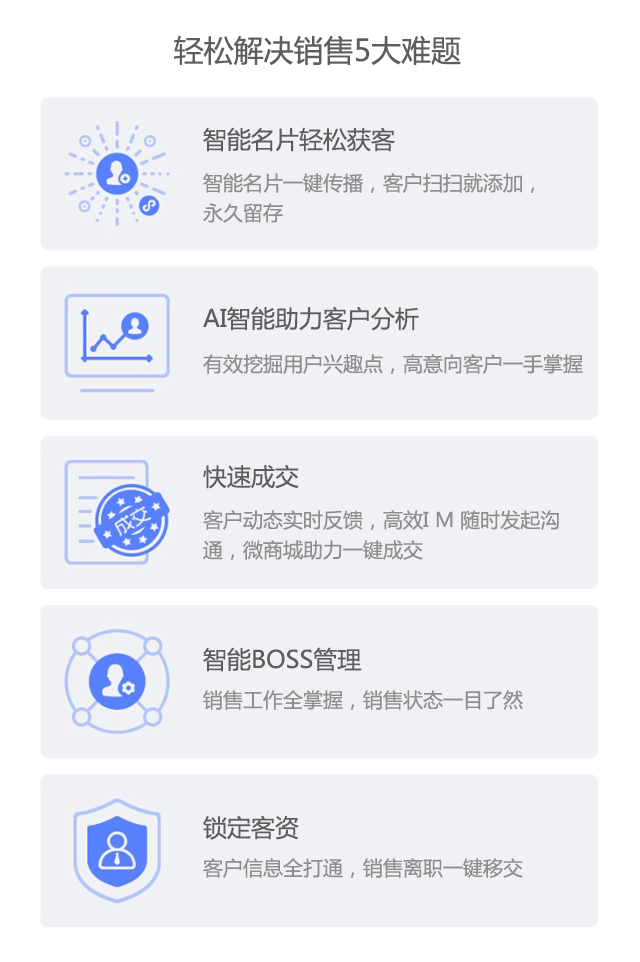 轻松解决销售5大难题
智能名片轻松获客
智能名片一键传播，客户扫扫就添加，
永久留存
AI智能助力客户分析
有效挖掘用户兴趣点，高意向客户一手掌握
快速成交
客户动态实时反馈，高效I M 随时发起沟
通，微商城助力一键成交
成交
智能BOSS管理
销售工作全掌握，销售状态一目了然
锁定客资
客户信息全打通，销售离职一键移交